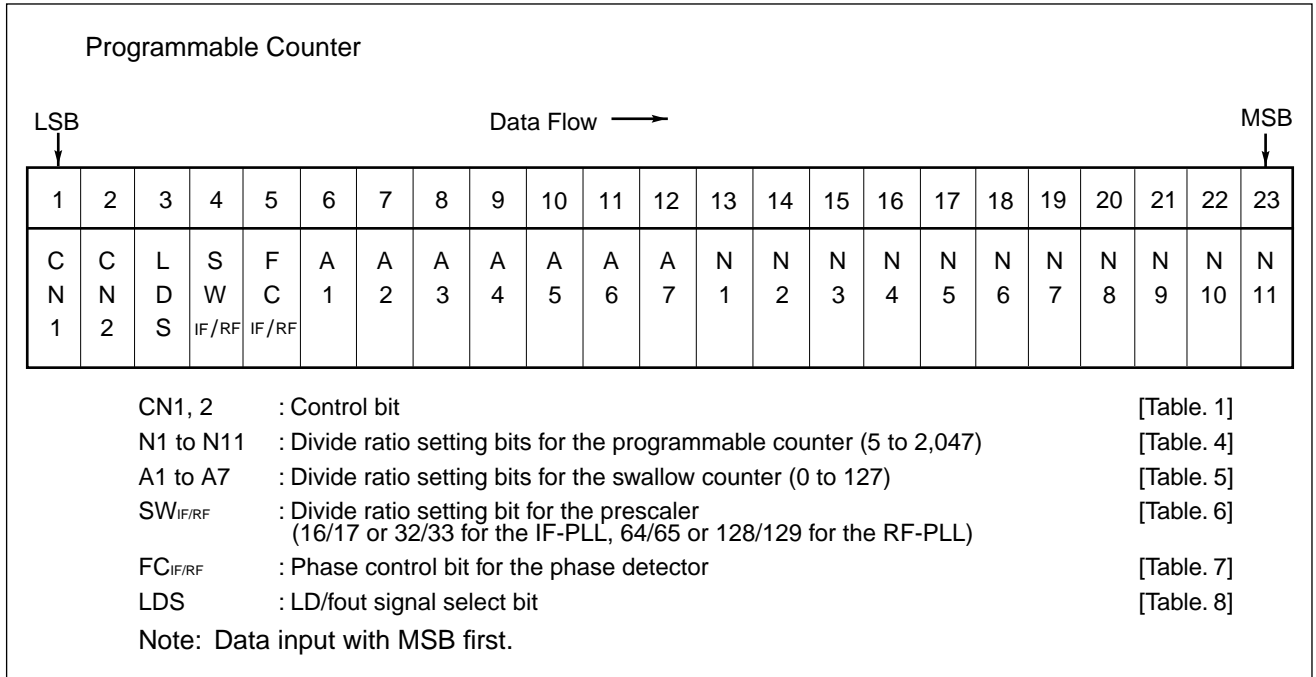 Programmable Counter
LSB Data Flow MSB
1 2 3 4 5 6 7 8 9 10 11 12 13 14 15 16 17 18 19 20 21 22 23
C C L S F A A A A A A A N N N N N N N N N N N
N N D W C 1 2 3 4 5 6 7 1 2 3 4 5 6 7 8 9 10 11
1 2 S IF/RF IF/RF
CN1, 2 : Control bit [Table. 1]
N1 to N11 : Divide ratio setting bits for the programmable counter (5 to 2,047) [Table. 4]
A1 to A7 : Divide ratio setting bits for the swallow counter (0 to 127) [Table. 5]
SWIF/RF : Divide ratio setting bit for the prescaler [Table. 6]
(16/17 or 32/33 for the IF-PLL, 64/65 or 128/129 for the RF-PLL)
FCIF/RF : Phase control bit for the phase detector [Table. 7]
LDS : LD/fout signal select bit [Table. 8]
Note: Data input with MSB first.